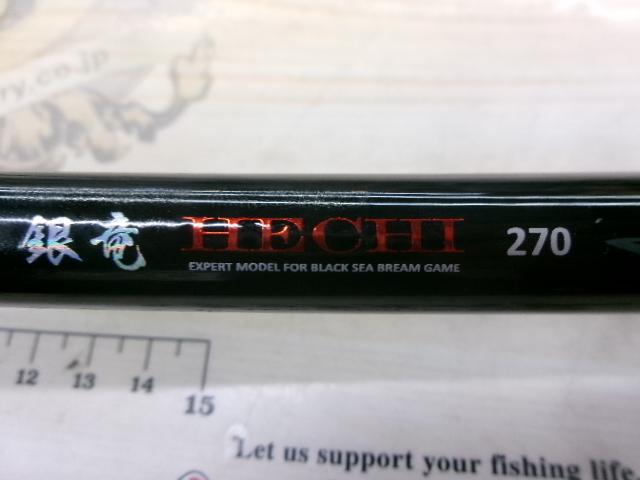 ry.co.jp
銀竜 HECHI 270
EXPERT MODEL FOR BLACK SEA BREAM GAME
12 13 14 15
Let us support your fishing life.